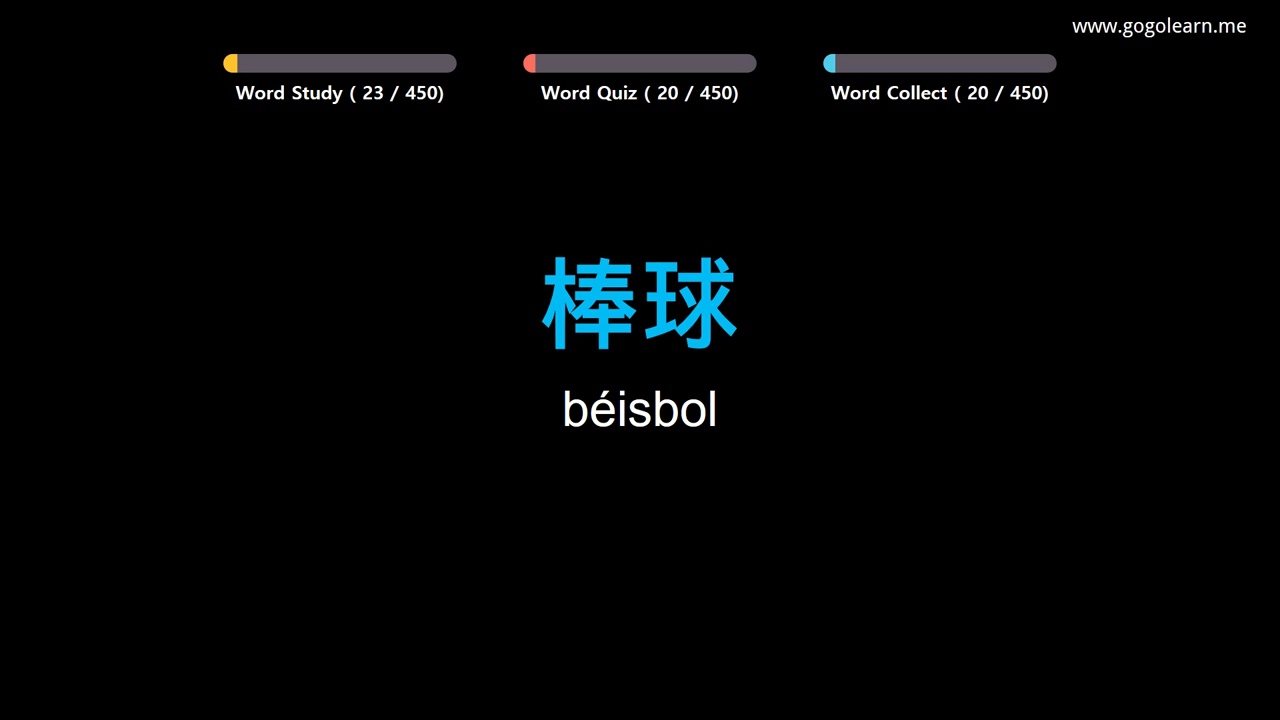 www.gogolearn.me
Word Study ( 23 / 450)
Word Quiz ( 20 / 450)
Word Collect ( 20 / 450)
棒球
béisbol